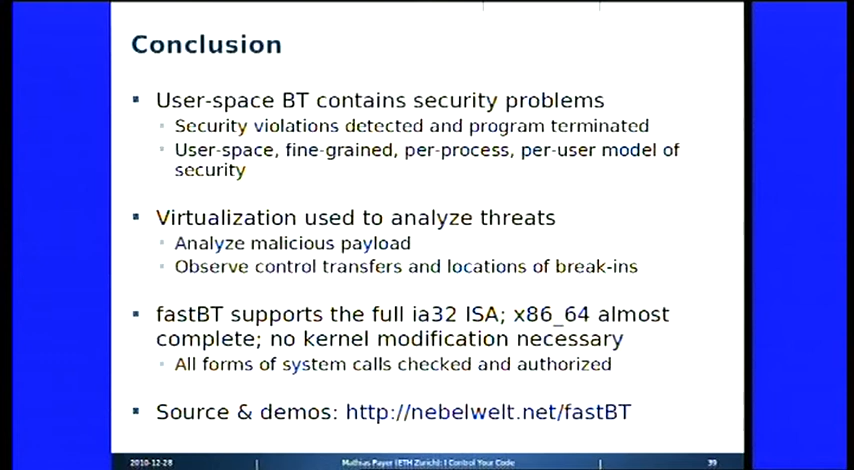 Conclusion
User-space BT contains security problems
Security violations detected and program terminated
User-space, fine-grained, per-process, per-user model of
security
Virtualization used to analyze threats
Analyze malicious payload
Observe control transfers and locations of break-ins
fastBT supports the full ia32 ISA; x86_64 almost
complete; no kernel modification necessary
All forms of system calls checked and authorized
Source & demos: http://nebelwelt.net/fastBT
2010-12-28
Mathias Payer (ETH Zurich): I Control Your Code
39